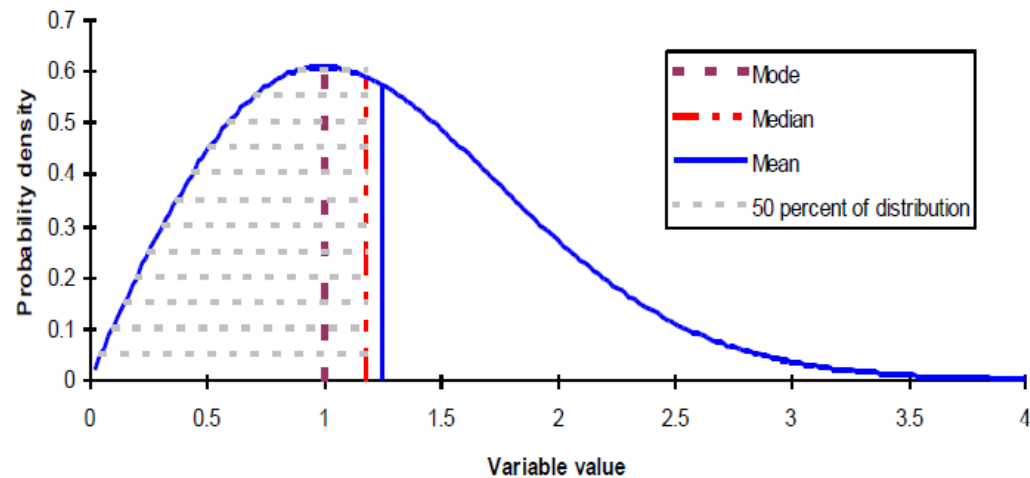 Probability density
0.7
0.6
0.5
0.4
0.3
0.2
0.1
0
0 0.5 1 1.5 2 2.5 3 3.5 4
Variable value
Mode
Median
Mean
50 percent of distribution